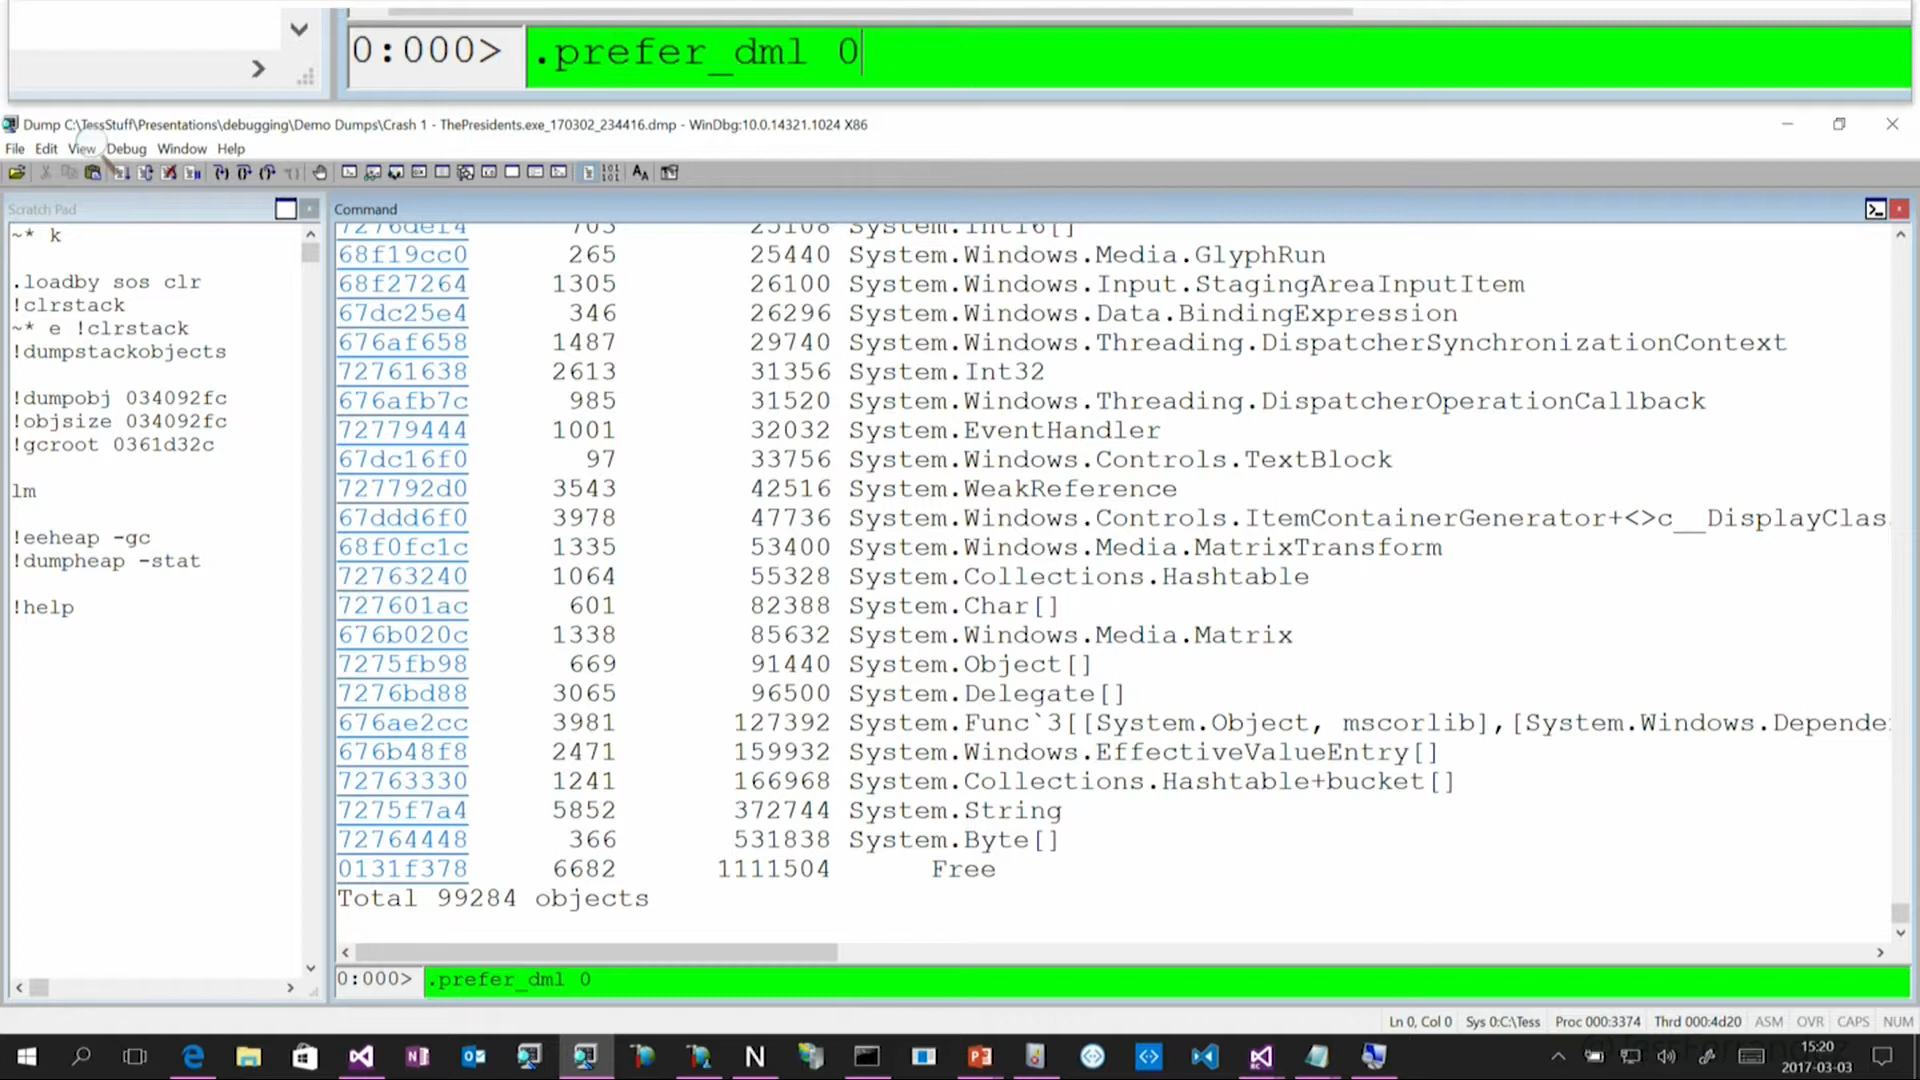 0:000> .prefer_dml 0
Dump C:\TessStuff\Presentations\debugging\Demo Dumps\Crash 1 - ThePresidents.exe_170302_234416.dmp - WinDbg:10.0.14321.1024 X86
File Edit View Debug Window Help
Scratch Pad
~* k
.loadby sos clr
!clrstack
~* e !clrstack
!dumpstackobjects
!dumpobj 034092fc
!objsize 034092fc
!gcroot 0361d32c
lm
!eeheap -gc
!dumpheap -stat
!help
Command
7276def4 703 25108 System.Int16[]
68f19cc0 265 25440 System.Windows.Media.GlyphRun
68f27264 1305 26100 System.Windows.Input.StagingAreaInputItem
67dc25e4 346 26296 System.Windows.Data.BindingExpression
676af658 1487 29740 System.Windows.Threading.DispatcherSynchronizationContext
72761638 2613 31356 System.Int32
676afb7c 985 31520 System.Windows.Threading.DispatcherOperationCallback
72779444 1001 32032 System.EventHandler
67dc16f0 97 33756 System.Windows.Controls.TextBlock
727792d0 3543 42516 System.WeakReference
67ddd6f0 3978 47736 System.Windows.Controls.ItemContainerGenerator+<>c__DisplayClas
68f0fc1c 1335 53400 System.Windows.Media.MatrixTransform
72763240 1064 55328 System.Collections.Hashtable
727601ac 601 82388 System.Char[]
676b020c 1338 85632 System.Windows.Media.Matrix
7275fb98 669 91440 System.Object[]
7276bd88 3065 96500 System.Delegate[]
676ae2cc 3981 127392 System.Func`3[[System.Object, mscorlib],[System.Windows.Depende
676b48f8 2471 159932 System.Windows.EffectiveValueEntry[]
72763330 1241 166968 System.Collections.Hashtable+bucket[]
7275f7a4 5852 372744 System.String
72764448 366 531838 System.Byte[]
0131f378 6682 1111504 Free
Total 99284 objects
0:000> .prefer_dml 0
Ln 0, Col 0 Sys 0:C:\Tess Proc 000:3374 Thrd 000:4d20 ASM OVR CAPS NUM
15:20
2017-03-03